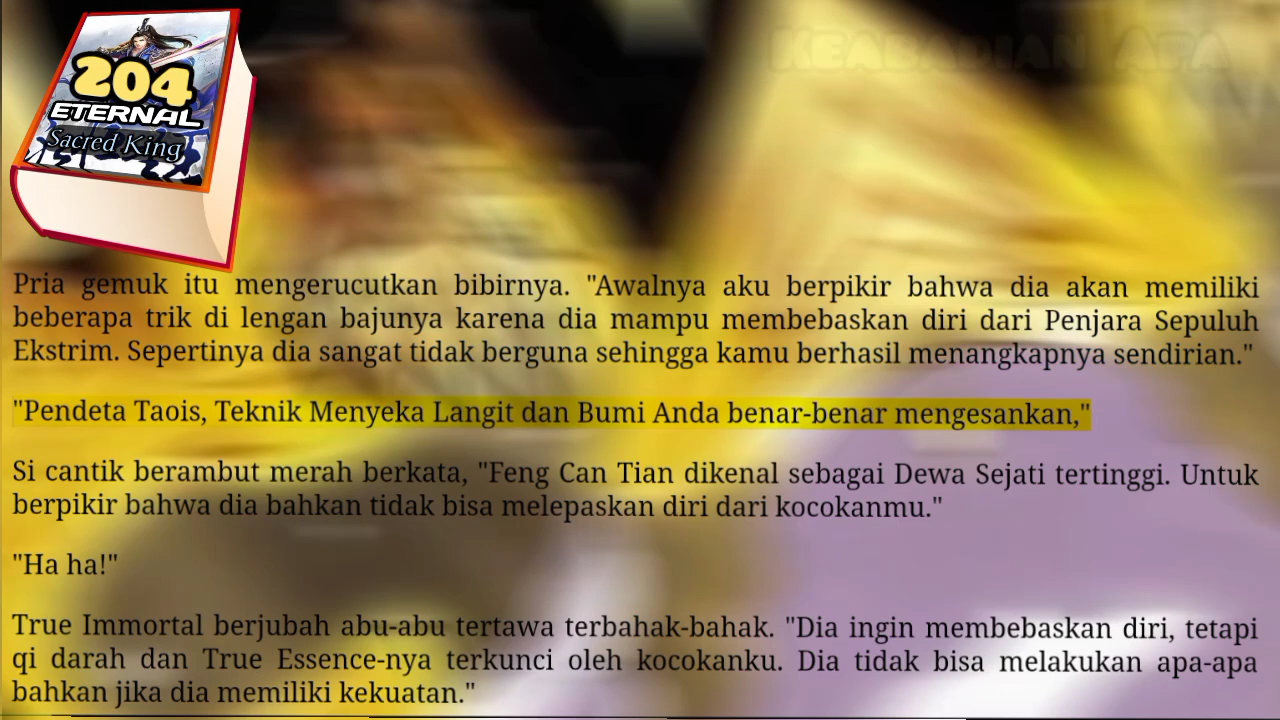 KEABADIAN APA
204
ETERNAL
Sacred King
Pria gemuk itu mengerucutkan bibirnya. "Awalnya aku berpikir bahwa dia akan memiliki
beberapa trik di lengan bajunya karena dia mampu membebaskan diri dari Penjara Sepuluh
Ekstrim. Sepertinya dia sangat tidak berguna sehingga kamu berhasil menangkapnya sendirian."
"Pendeta Taois, Teknik Menyeka Langit dan Bumi Anda benar-benar mengesankan,"
Si cantik berambut merah berkata, "Feng Can Tian dikenal sebagai Dewa Sejati tertinggi. Untuk
berpikir bahwa dia bahkan tidak bisa melepaskan diri dari kocokanmu."
"Ha ha!"
True Immortal berjubah abu-abu tertawa terbahak-bahak. "Dia ingin membebaskan diri, tetapi
qi darah dan True Essence-nya terkunci oleh kocokanku. Dia tidak bisa melakukan apa-apa
bahkan jika dia memiliki kekuatan."